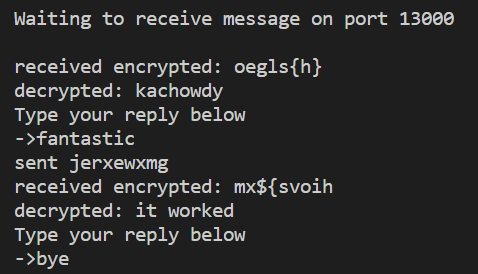 Waiting to receive message on port 13000
received encrypted: oegls{h}
decrypted: kachowdy
Type your reply below
->fantastic
sent jerxewxmg
received encrypted: mx${svoih
decrypted: it worked
Type your reply below
->bye